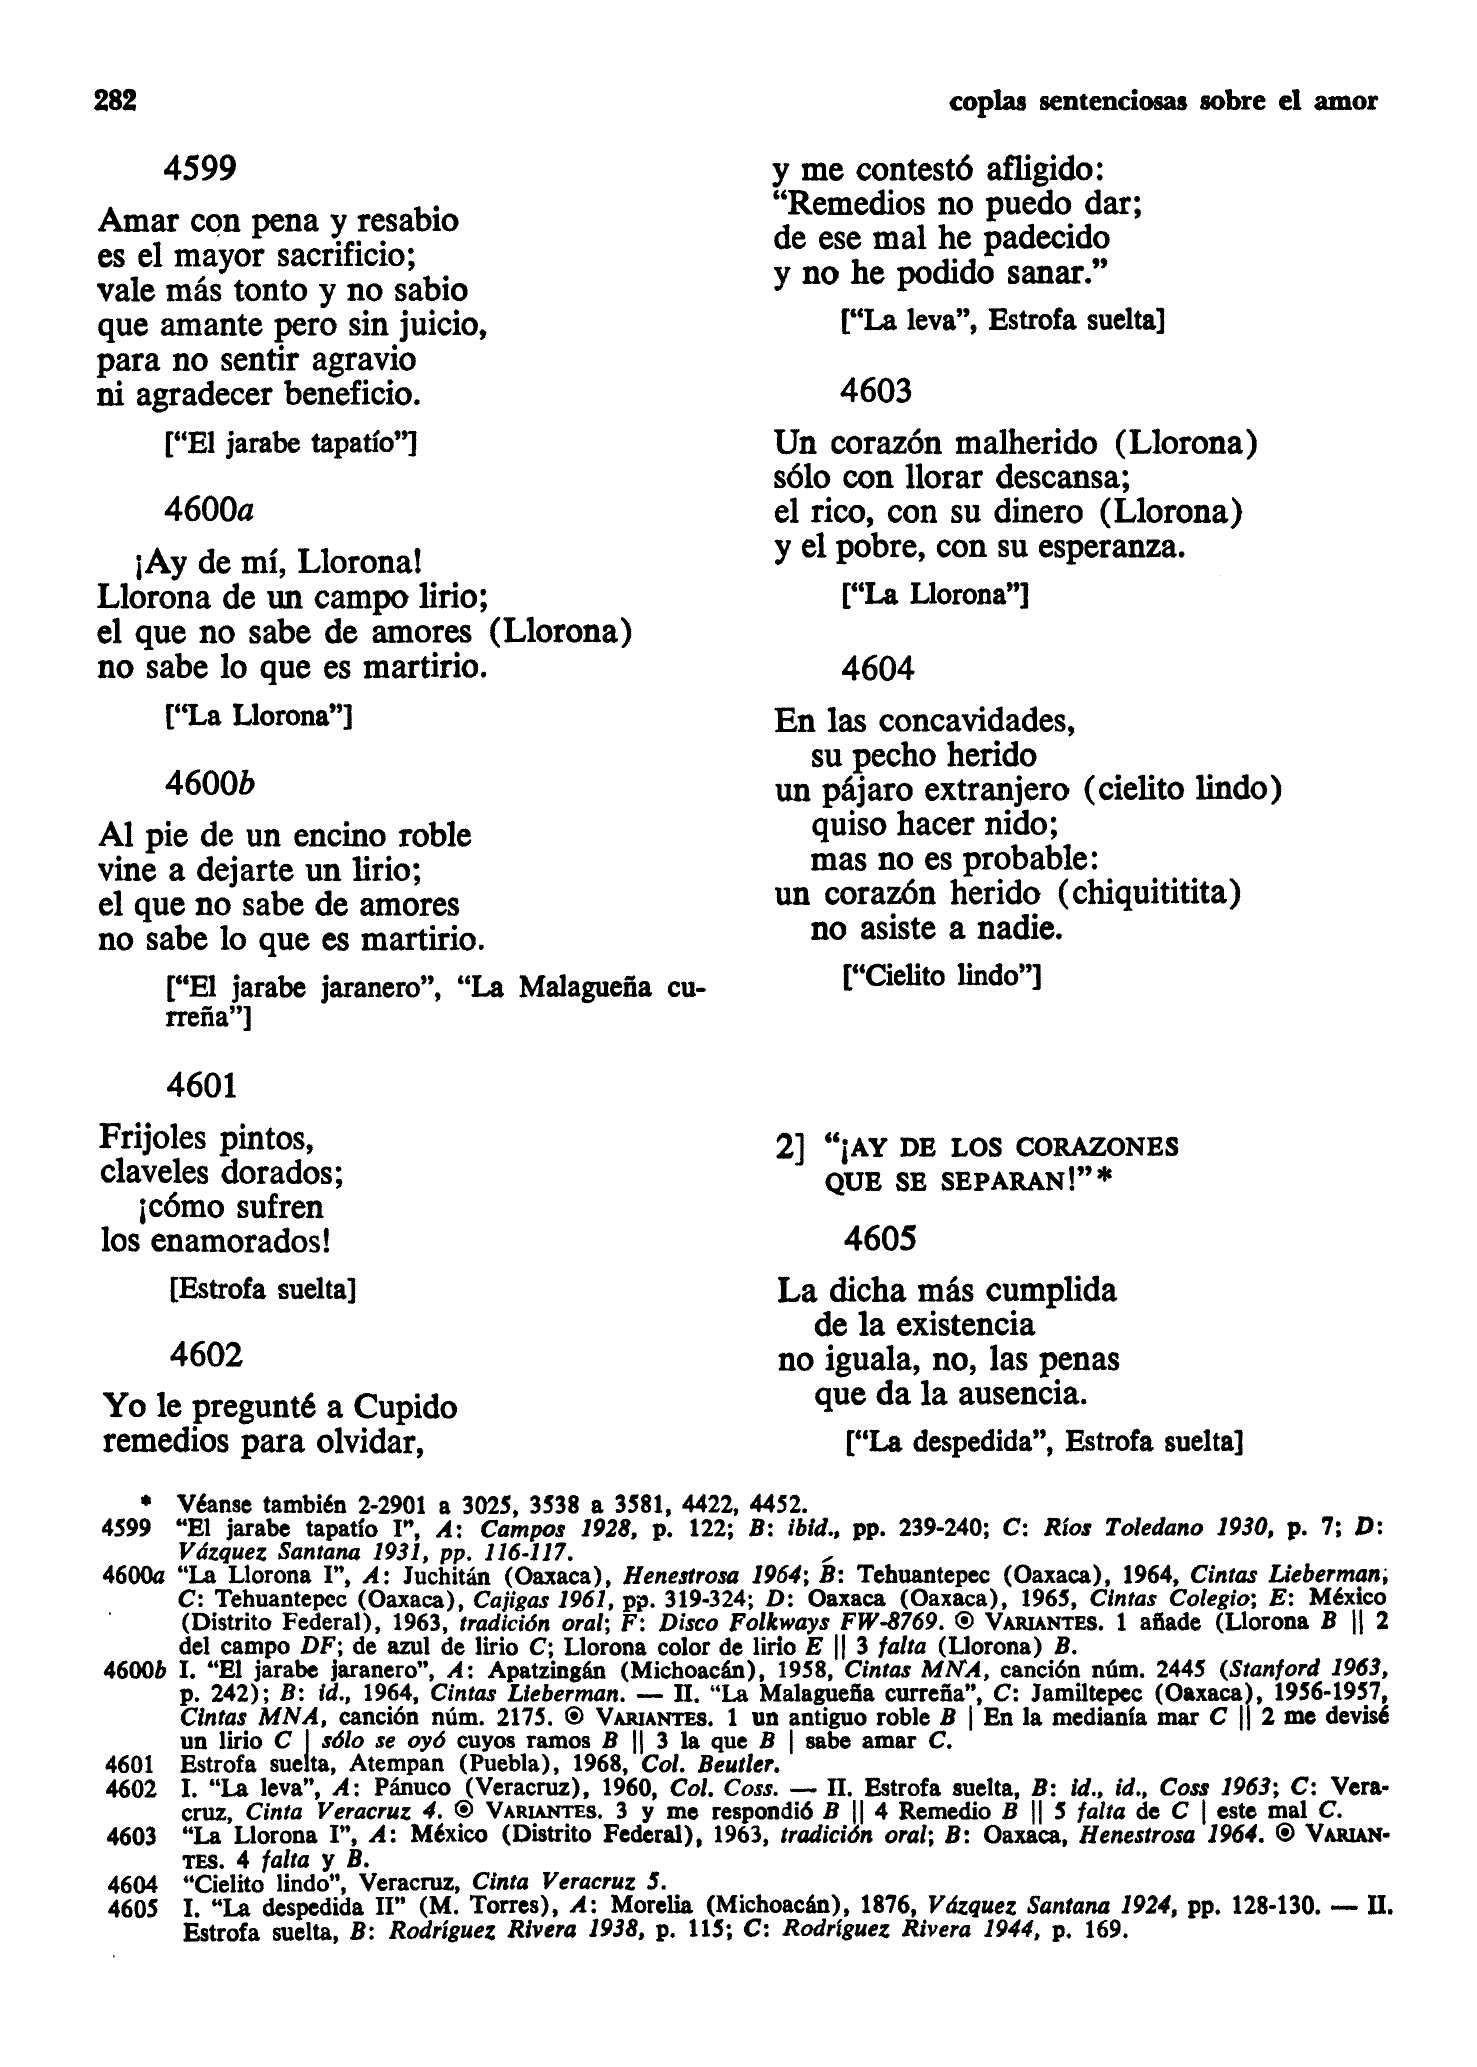 282
coplas sentenciosas sobre el amor
4599
Amar con pena y resabio
es el mayor sacrificio;
vale más tonto y no sabio
que amante pero sin juicio,
para no sentir agravio
ni agradecer beneficio.
[“El jarabe tapatío”]
4600a
¡Ay de mí, Llorona!
Llorona de un campo lirio;
el que no sabe de amores (Llorona)
no sabe lo que es martirio.
[“La Llorona”]
4600b
Al pie de un encino roble
vine a dejarte un lirio;
el que no sabe de amores
no sabe lo que es martirio.
[“El jarabe jaranero”, “La Malagueña cu-
rreña”]
4601
Frijoles pintos,
claveles dorados;
¡cómo sufren
los enamorados!
[Estrofa suelta]
4602
Yo le pregunté a Cupido
remedios para olvidar,
y me contestó afligido:
“Remedios no puedo dar;
de ese mal he padecido
y no he podido sanar.”
[“La leva”, Estrofa suelta]
4603
Un corazón malherido (Llorona)
sólo con llorar descansa;
el rico, con su dinero (Llorona)
y el pobre, con su esperanza.
[“La Llorona”]
4604
En las concavidades,
su pecho herido
un pájaro extranjero (cielito lindo)
quiso hacer nido;
mas no es probable:
un corazón herido (chiquititita)
no asiste a nadie.
[“Cielito lindo”]
2] “¡AY DE LOS CORAZONES
QUE SE SEPARAN!”*
4605
La dicha más cumplida
de la existencia
no iguala, no, las penas
que da la ausencia.
[“La despedida”, Estrofa suelta]
* Véanse también 2-2901 a 3025, 3538 a 3581, 4422, 4452.
4599 “El jarabe tapatío I”, A: Campos 1928, p. 122; B: ibid., pp. 239-240; C: Ríos Toledano 1930, p. 7; D:
Vázquez Santana 1931, pp. 116-117.
4600a “La Llorona I”, A: Juchitán (Oaxaca), Henestrosa 1964; B: Tehuantepec (Oaxaca), 1964, Cintas Lieberman;
C: Tehuantepec (Oaxaca), Cajigas 1961, pp. 319-324; D: Oaxaca (Oaxaca), 1965, Cintas Colegio; E: México
(Distrito Federal), 1963, tradición oral; F: Disco Folkways FW-8769. ® VARIANTES. 1 añade (Llorona B || 2
del campo DF; de azul de lirio C; Llorona color de lirio E || 3 falta (Llorona) B.
4600b I. “El jarabe jaranero”, A: Apatzingán (Michoacán), 1958, Cintas MNA, canción núm. 2445 (Stanford 1963,
p. 242); B: id., 1964, Cintas Lieberman. — II. “La Malagueña curreña”, C: Jamiltepec (Oaxaca), 1956-1957,
Cintas MNA, canción núm. 2175. ® VARIANTES. 1 un antiguo roble B | En la medianía mar C || 2 me devisé
un lirio C | sólo se oyó cuyos ramos B || 3 la que B | sabe amar C.
4601 Estrofa suelta, Atempan (Puebla), 1968, Col. Beutler.
4602 I. “La leva”, A: Pánuco (Veracruz), 1960, Col. Coss. — II. Estrofa suelta, B: id., id., Coss 1963; C: Vera-
cruz, Cinta Veracruz 4. ® VARIANTES. 3 y me respondió B || 4 Remedio B || 5 falta de C | este mal C.
4603 “La Llorona I”, A: México (Distrito Federal), 1963, tradición oral; B: Oaxaca, Henestrosa 1964. ® VARIAN-
TES. 4 falta y B.
4604 “Cielito lindo”, Veracruz, Cinta Veracruz 5.
4605 I. “La despedida II” (M. Torres), A: Morelia (Michoacán), 1876, Vázquez Santana 1924, pp. 128-130. — II.
Estrofa suelta, B: Rodríguez Rivera 1938, p. 115; C: Rodríguez Rivera 1944, p. 169.